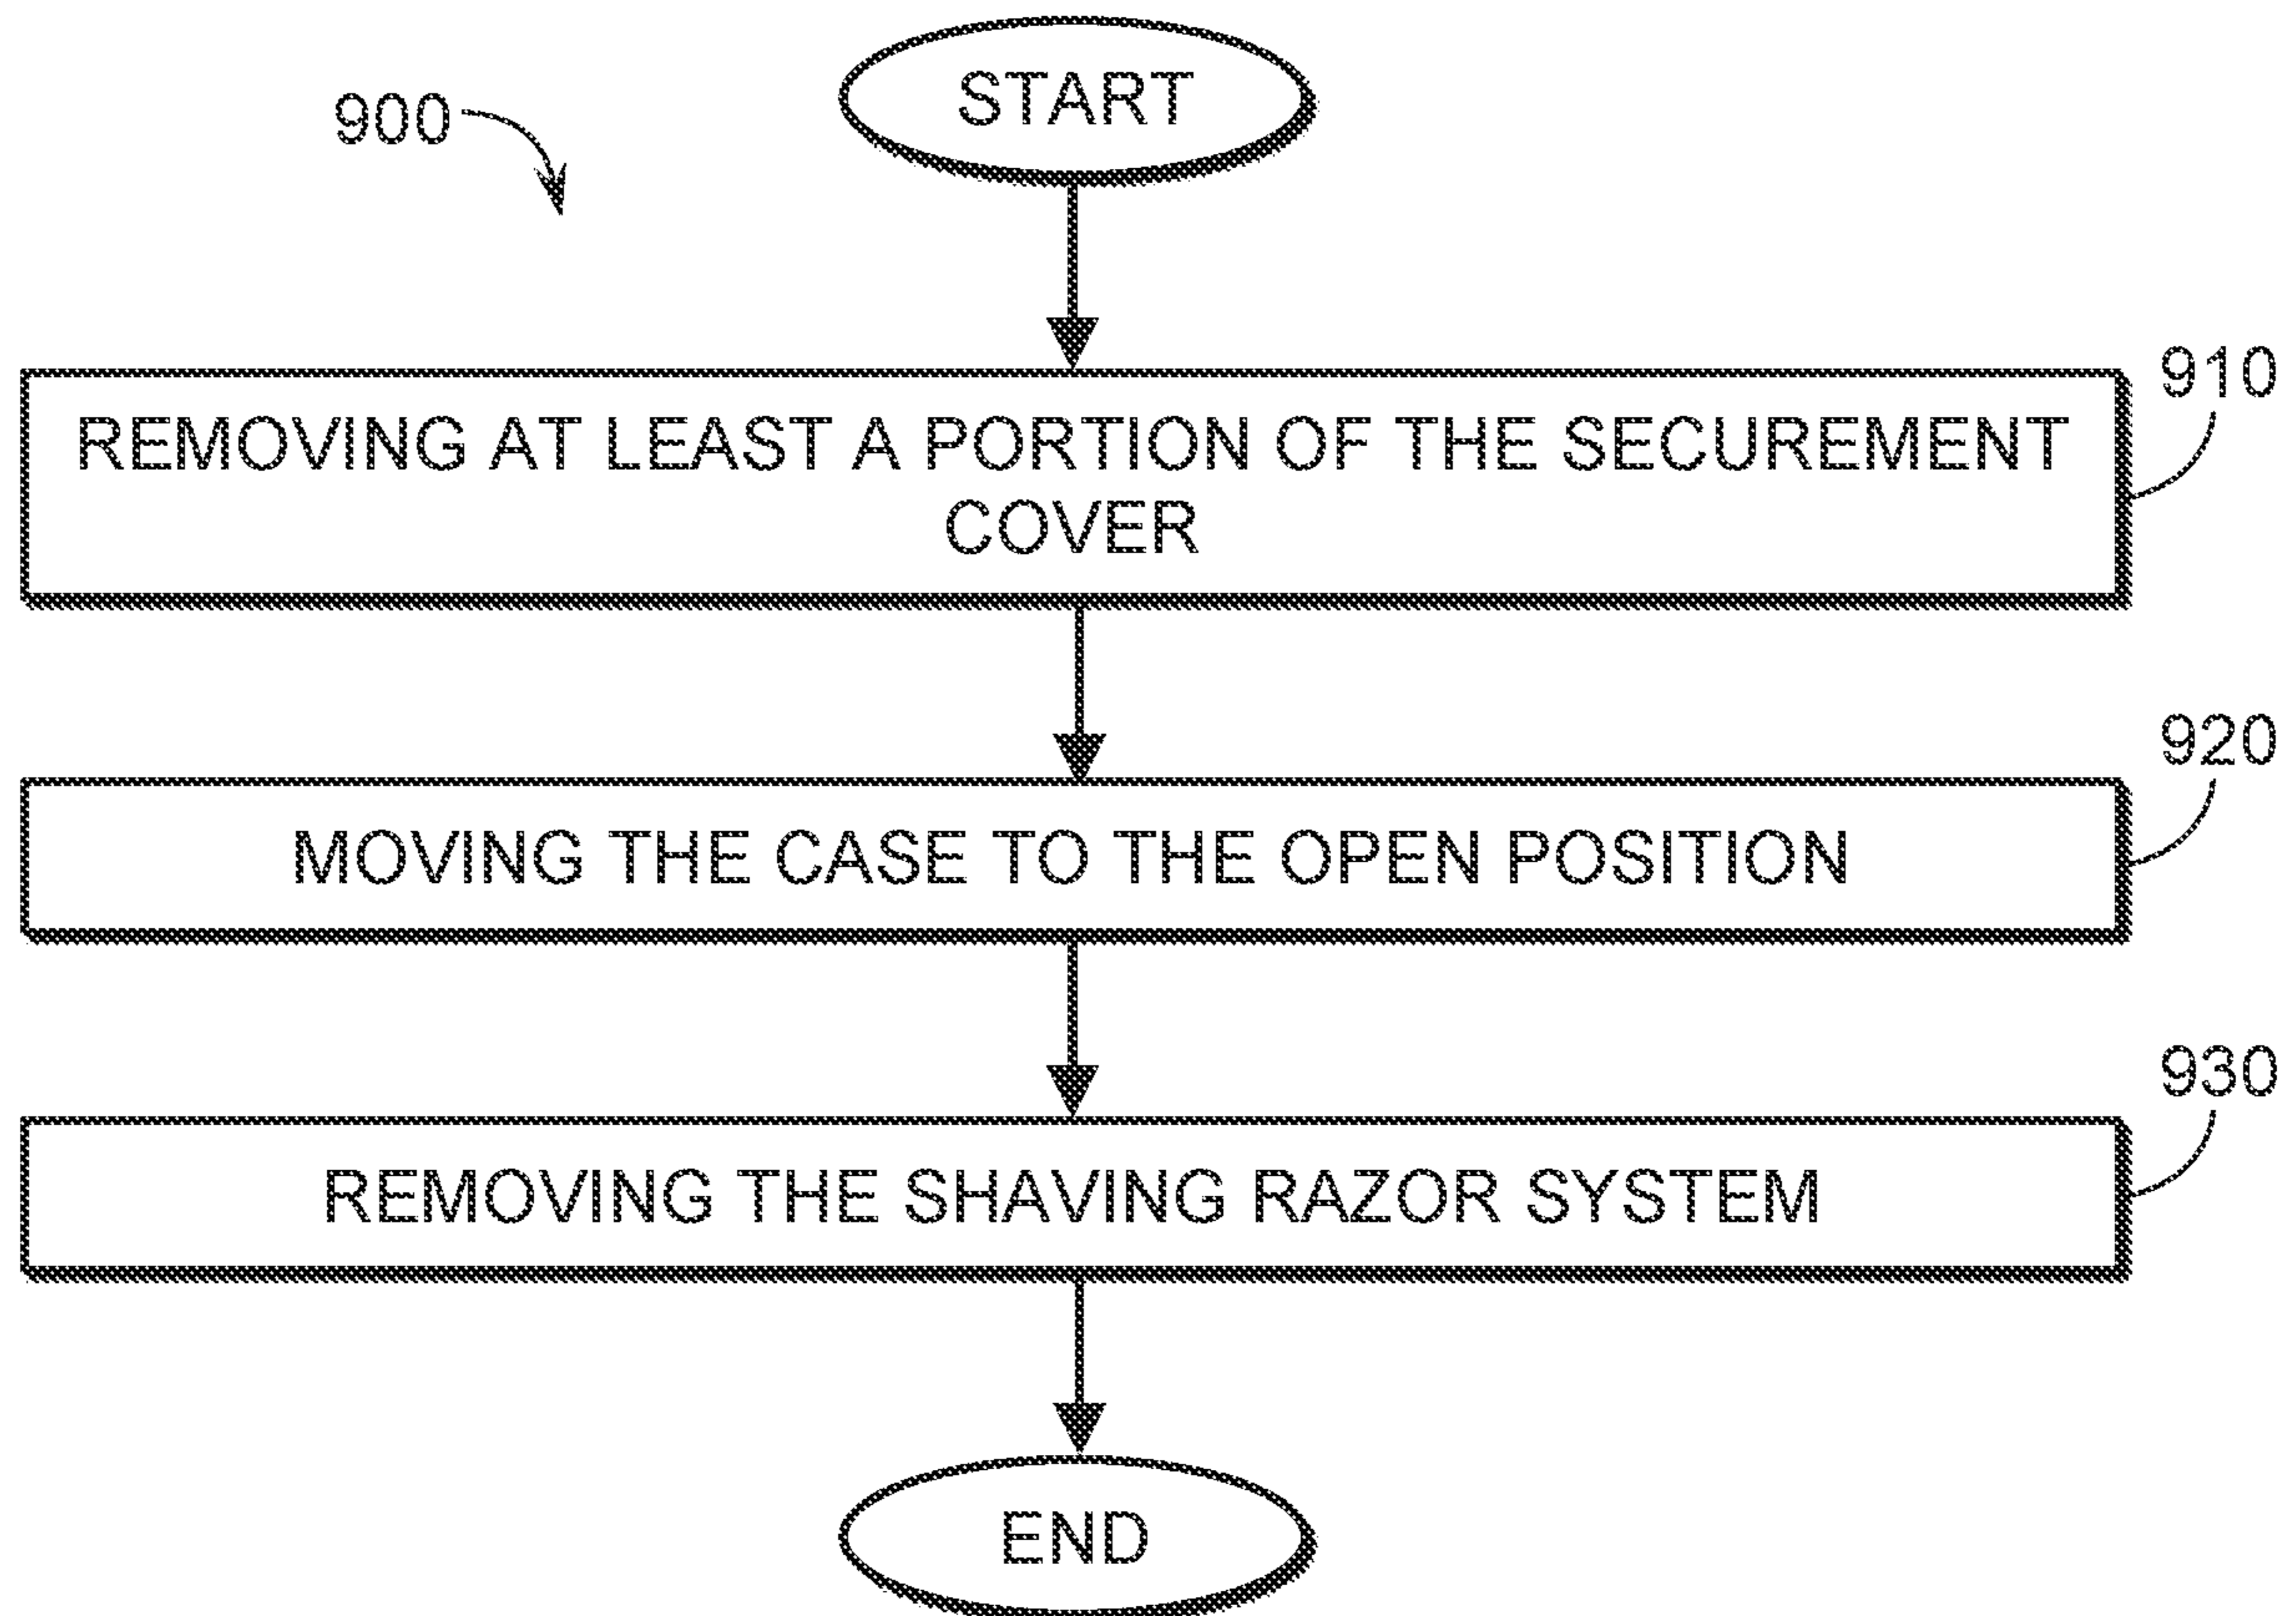 START
900
910
REMOVING AT LEAST A PORTION OF THE SECUREMENT
COVER
920
MOVING THE CASE TO THE OPEN POSITION
930
REMOVING THE SHAVING RAZOR SYSTEM
END